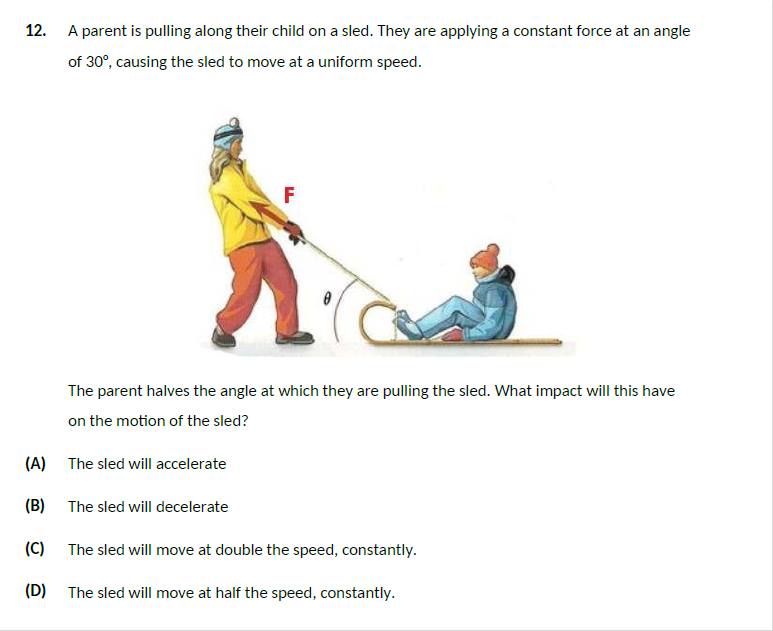 12. A parent is pulling along their child on a sled. They are applying a constant force at an angle
of 30°, causing the sled to move at a uniform speed.
F
θ
The parent halves the angle at which they are pulling the sled. What impact will this have
on the motion of the sled?
(A) The sled will accelerate
(B) The sled will decelerate
(C) The sled will move at double the speed, constantly.
(D) The sled will move at half the speed, constantly.